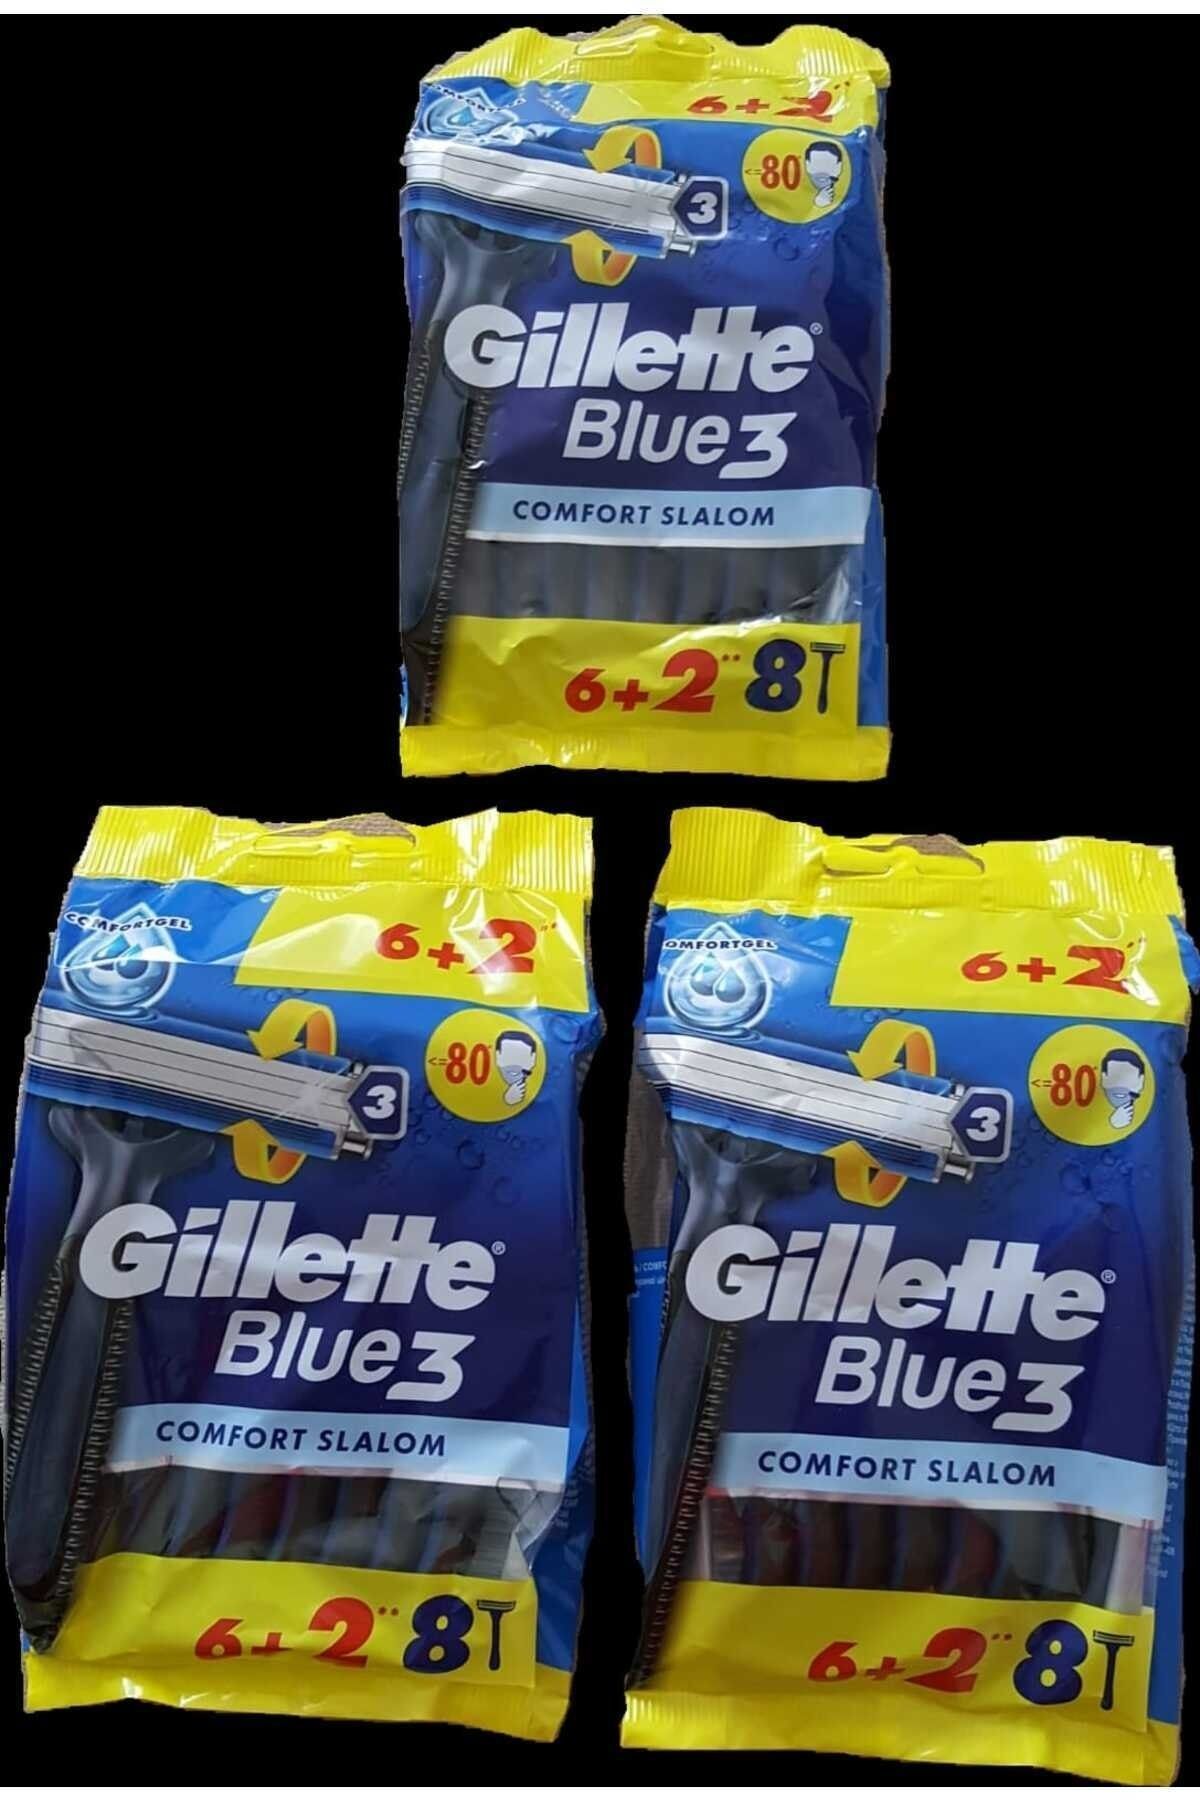 COMFORTGEL
6+2**
<=80*
3
Gillette®
Blue3
COMFORT SLALOM
6+2** 8
COMFORTGEL
6+2**
<=80*
3
Gillette®
Blue3
COMFORT SLALOM
6+2** 8
OMFORTGEL
6+2**
<=80*
3
Gillette®
Blue3
COMFORT SLALOM
6+2** 8